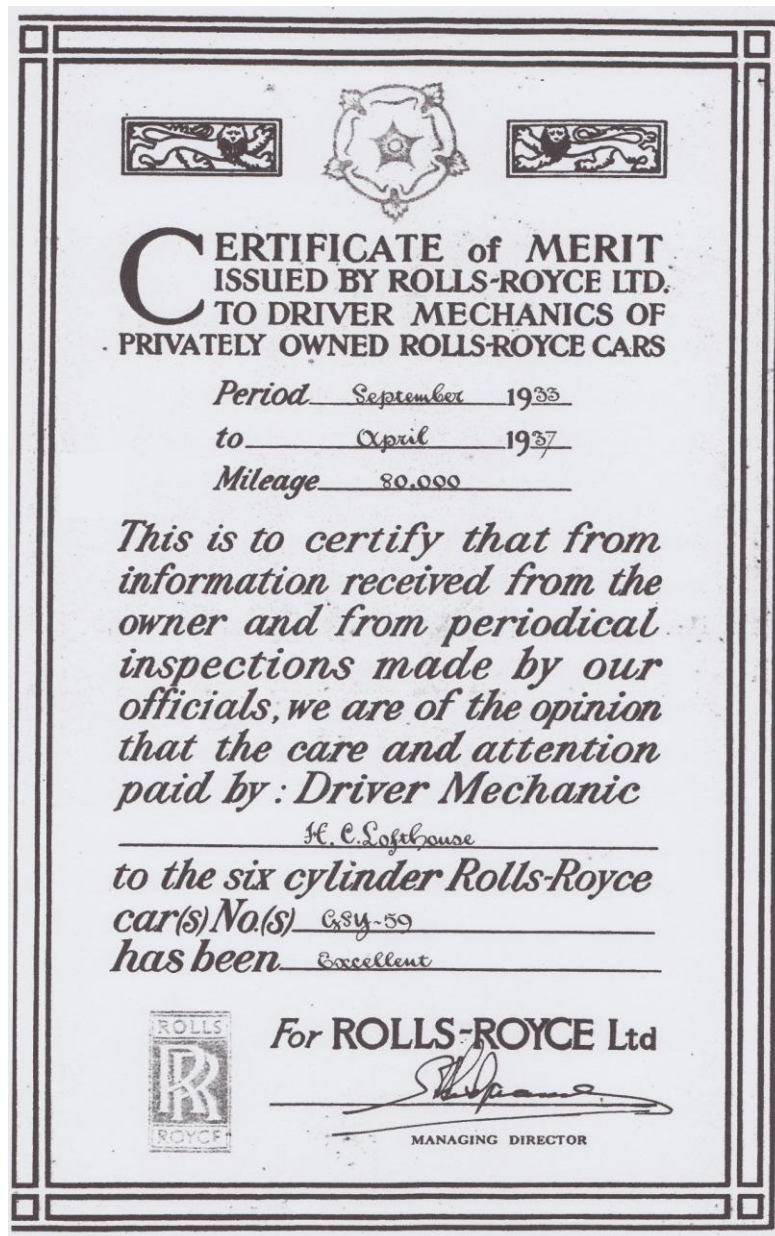 CERTIFICATE of MERIT
ISSUED BY ROLLS-ROYCE LTD.
TO DRIVER MECHANICS OF
PRIVATELY OWNED ROLLS-ROYCE CARS
Period September 1933
to April 1937
Mileage 80.000
This is to certify that from
information received from the
owner and from periodical
inspections made by our
officials, we are of the opinion
that the care and attention
paid by: Driver Mechanic
H. C. Lofthouse
to the six cylinder Rolls-Royce
car(s) No.(s) GSY-59
has been Excellent
For ROLLS-ROYCE Ltd
MANAGING DIRECTOR
ROLLS
RR
ROYCE